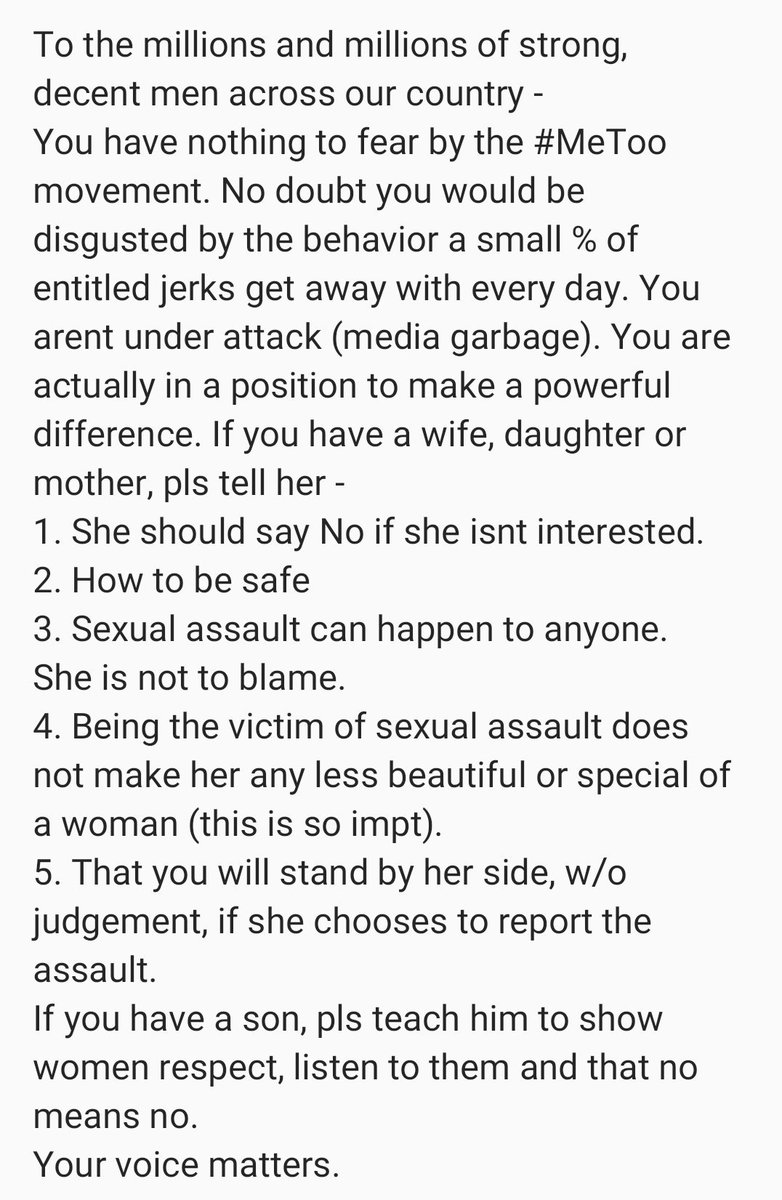 To the millions and millions of strong,
decent men across our country -
You have nothing to fear by the #MeToo
movement. No doubt you would be
disgusted by the behavior a small % of
entitled jerks get away with every day. You
arent under attack (media garbage). You are
actually in a position to make a powerful
difference. If you have a wife, daughter or
mother, pls tell her -
1. She should say No if she isnt interested.
2. How to be safe
3. Sexual assault can happen to anyone.
She is not to blame.
4. Being the victim of sexual assault does
not make her any less beautiful or special of
a woman (this is so impt).
5. That you will stand by her side, w/o
judgement, if she chooses to report the
assault.
If you have a son, pls teach him to show
women respect, listen to them and that no
means no.
Your voice matters.